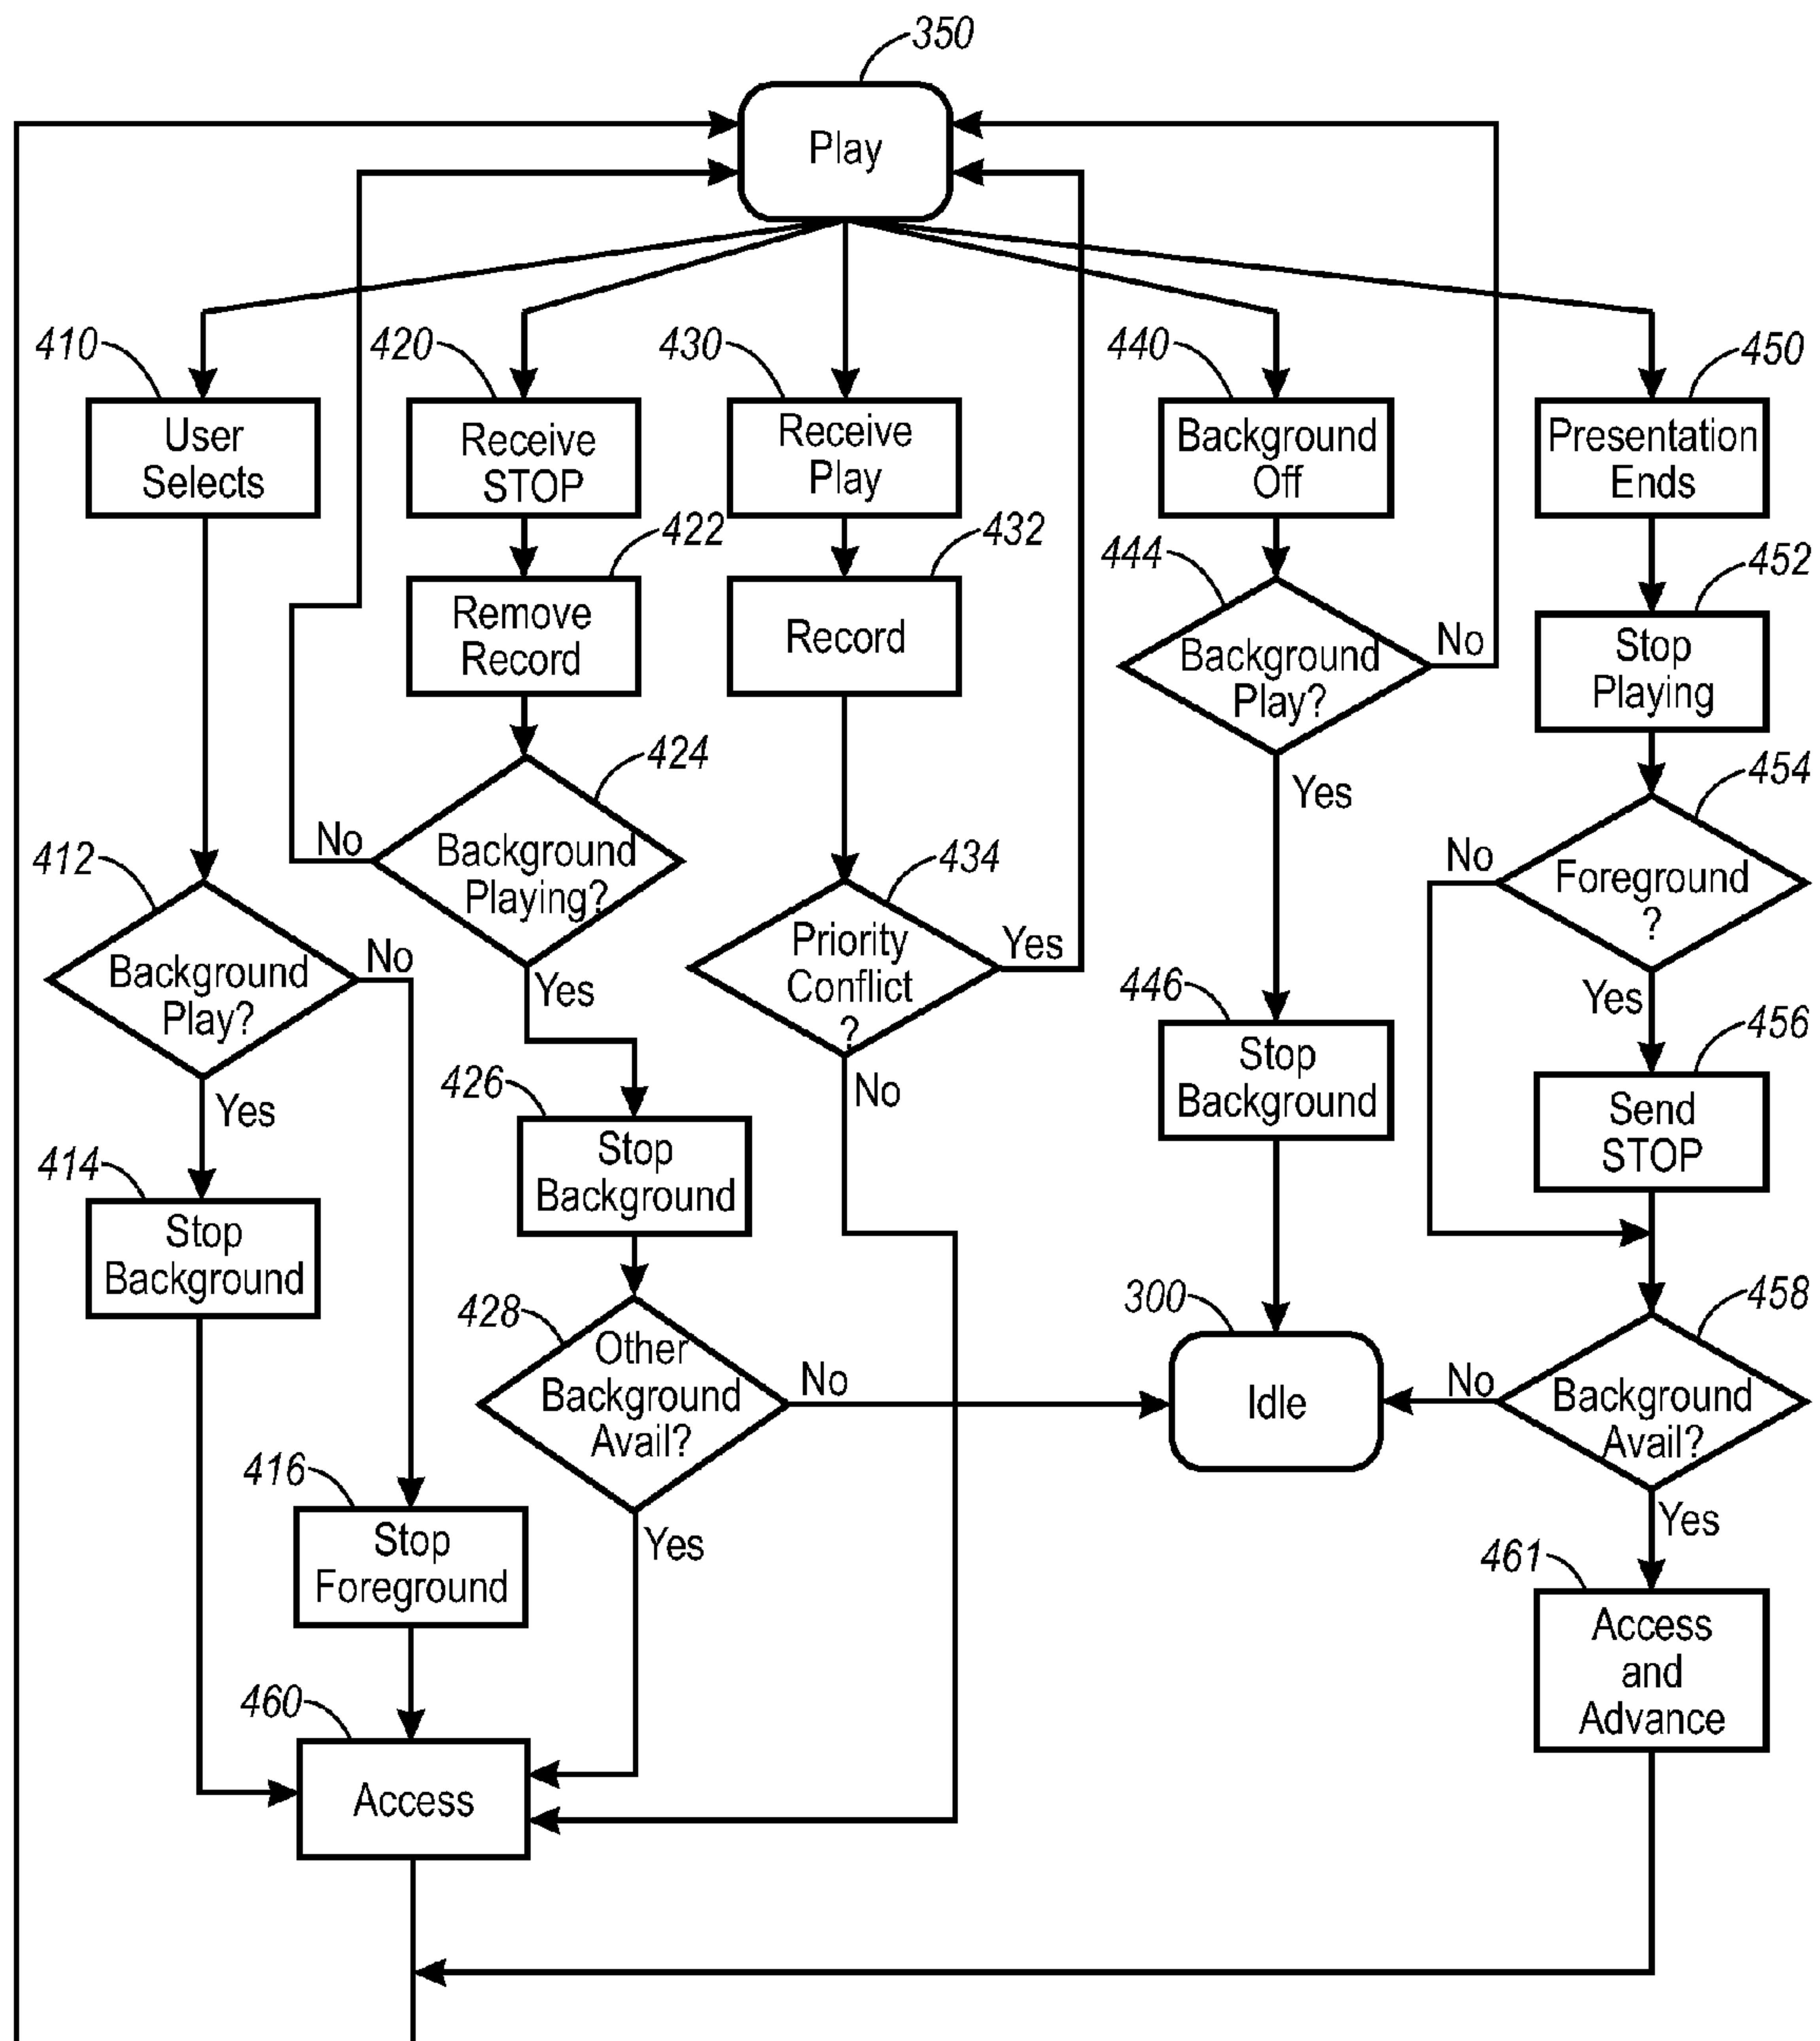 350
Play
410
420
430
440
450
User
Selects
Receive
STOP
Receive
Play
Background
Off
Presentation
Ends
422
432
444
452
Remove
Record
Record
Background
Play?
No
Stop
Playing
424
Yes
454
No
Background
Playing?
412
434
No
Foreground
?
Background
Play?
No
Priority
Conflict
?
Yes
Yes
446
Yes
456
426
Yes
No
Stop
Background
Send
STOP
414
Stop
Background
Stop
Background
428
300
458
Other
Background
Avail?
No
Idle
No
Background
Avail?
416
Yes
Yes
461
Stop
Foreground
Access
and
Advance
460
Access